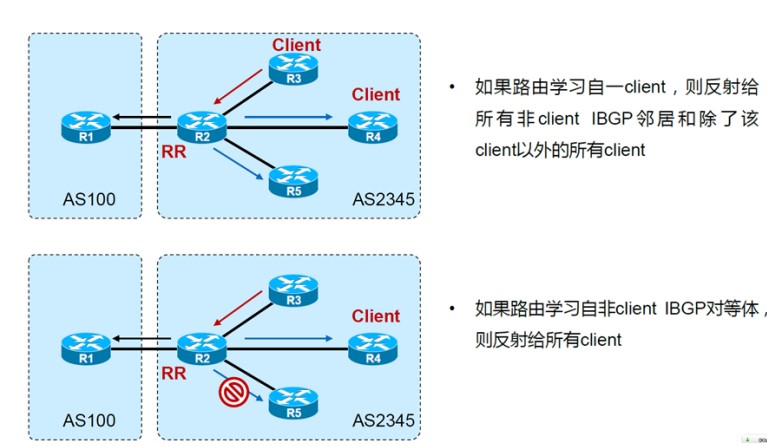 Client
R3
Client
R1
R2
R4
RR
R5
AS100
AS2345
• 如果路由学习自一client，则反射给
所有非client IBGP邻居和除了该
client以外的所有client
R3
Client
R1
R2
R4
RR
R5
AS100
AS2345
• 如果路由学习自非client IBGP对等体，
则反射给所有client